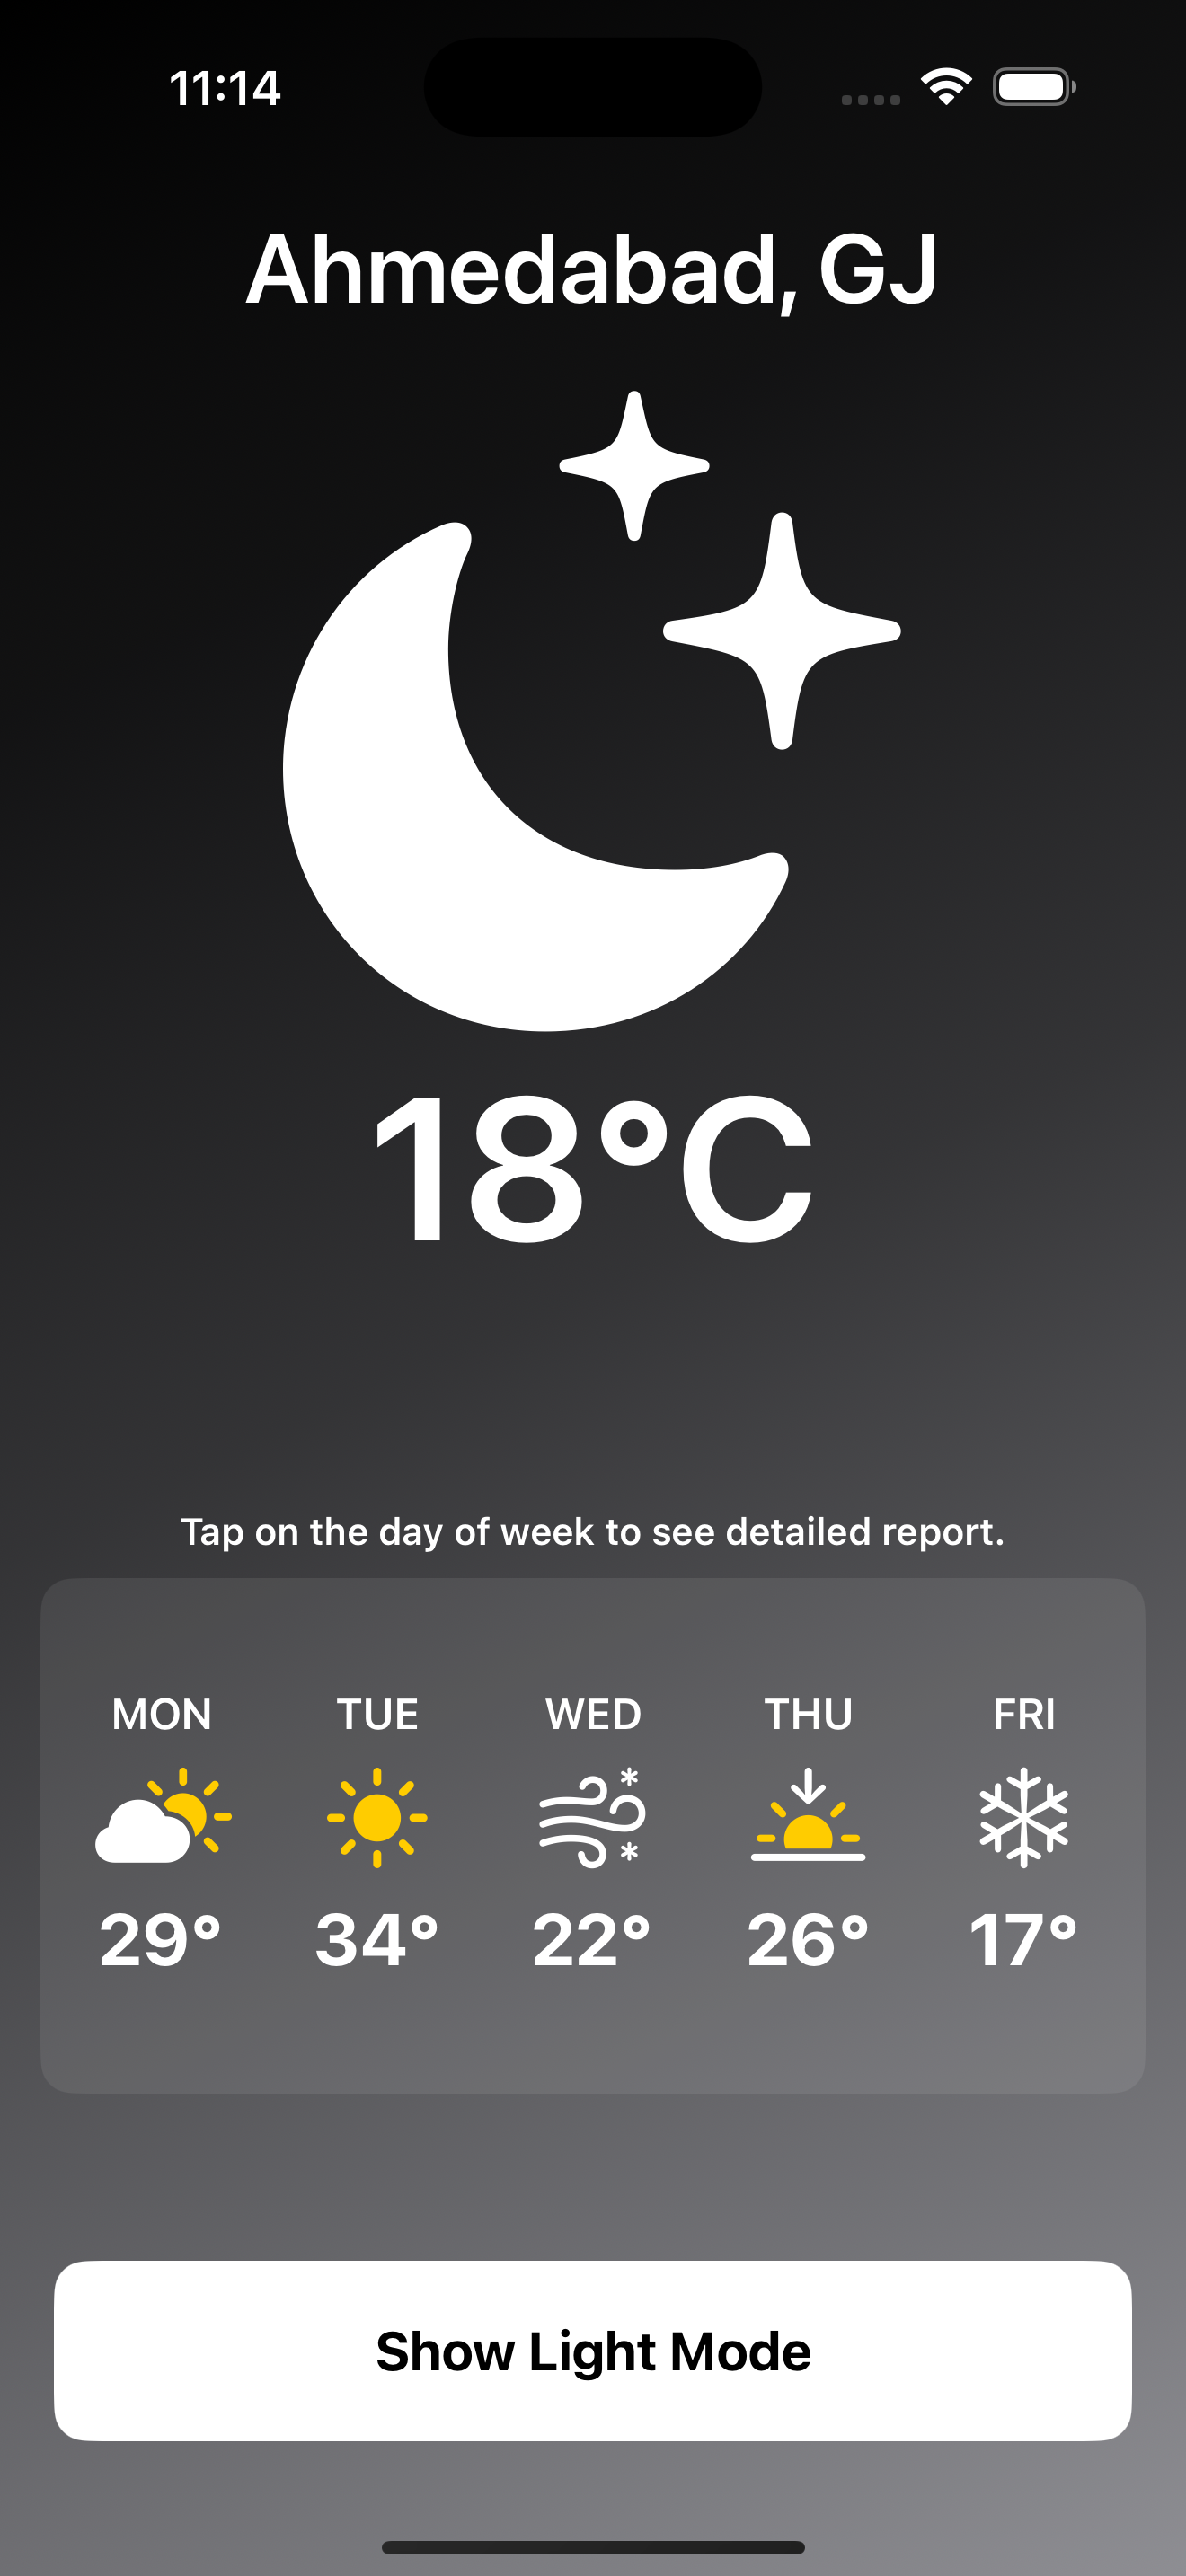 11:14
Ahmedabad, GJ
18°C
Tap on the day of week to see detailed report.
MON TUE WED THU FRI
29° 34° 22° 26° 17°
Show Light Mode